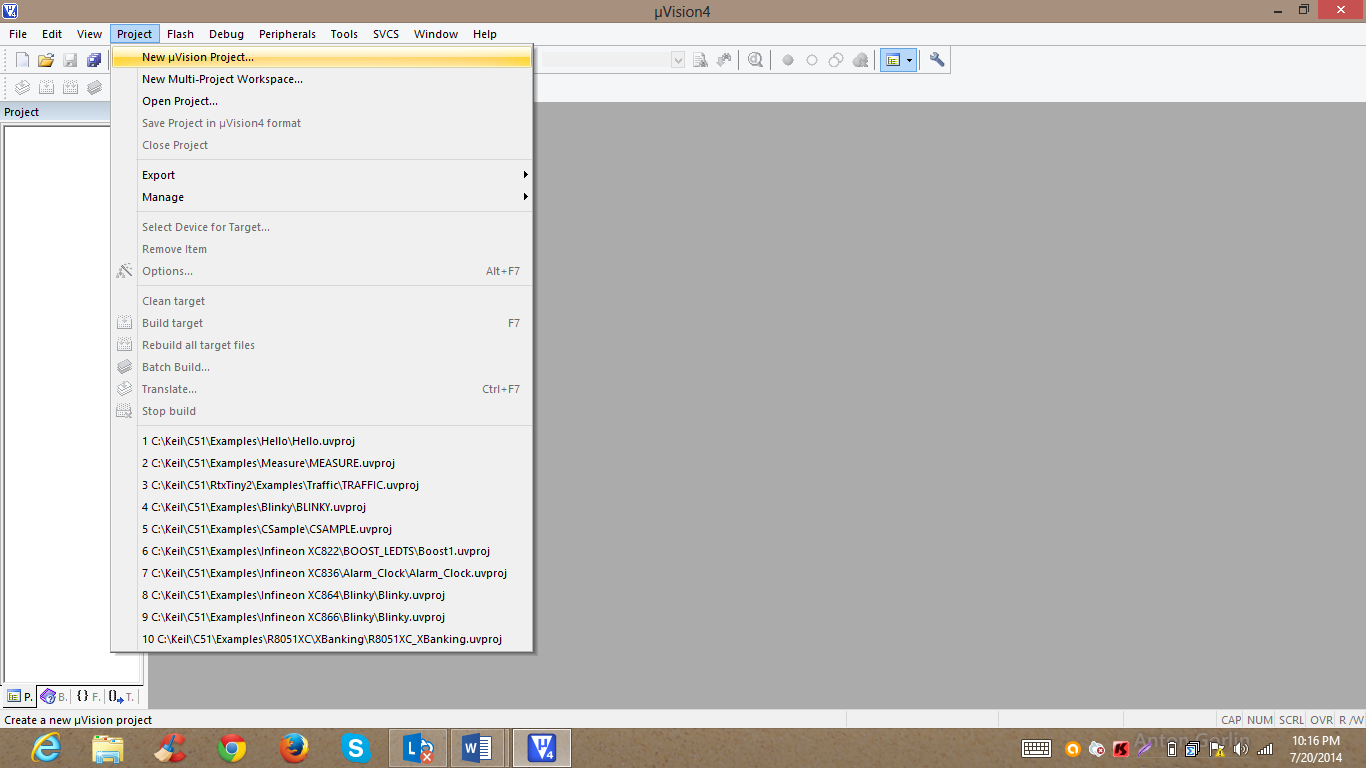 µVision4
File Edit View Project Flash Debug Peripherals Tools SVCS Window Help
New µVision Project...
New Multi-Project Workspace...
Open Project...
Save Project in µVision4 format
Close Project
Project
Export
Manage
Select Device for Target...
Remove Item
Options... Alt+F7
Clean target
Build target F7
Rebuild all target files
Batch Build...
Translate... Ctrl+F7
Stop build
1 C:\Keil\C51\Examples\Hello\Hello.uvproj
2 C:\Keil\C51\Examples\Measure\MEASURE.uvproj
3 C:\Keil\C51\RtxTiny2\Examples\Traffic\TRAFFIC.uvproj
4 C:\Keil\C51\Examples\Blinky\BLINKY.uvproj
5 C:\Keil\C51\Examples\CSample\CSAMPLE.uvproj
6 C:\Keil\C51\Examples\Infineon XC822\BOOST_LEDTS\Boost1.uvproj
7 C:\Keil\C51\Examples\Infineon XC836\Alarm_Clock\Alarm_Clock.uvproj
8 C:\Keil\C51\Examples\Infineon XC864\Blinky\Blinky.uvproj
9 C:\Keil\C51\Examples\Infineon XC866\Blinky\Blinky.uvproj
10 C:\Keil\C51\Examples\R8051XC\XBanking\R8051XC_XBanking.uvproj
P. B. {} F. 0 T.
Create a new µVision project CAP NUM SCRL OVR R /W
Anton Gorlin
10:16 PM
7/20/2014